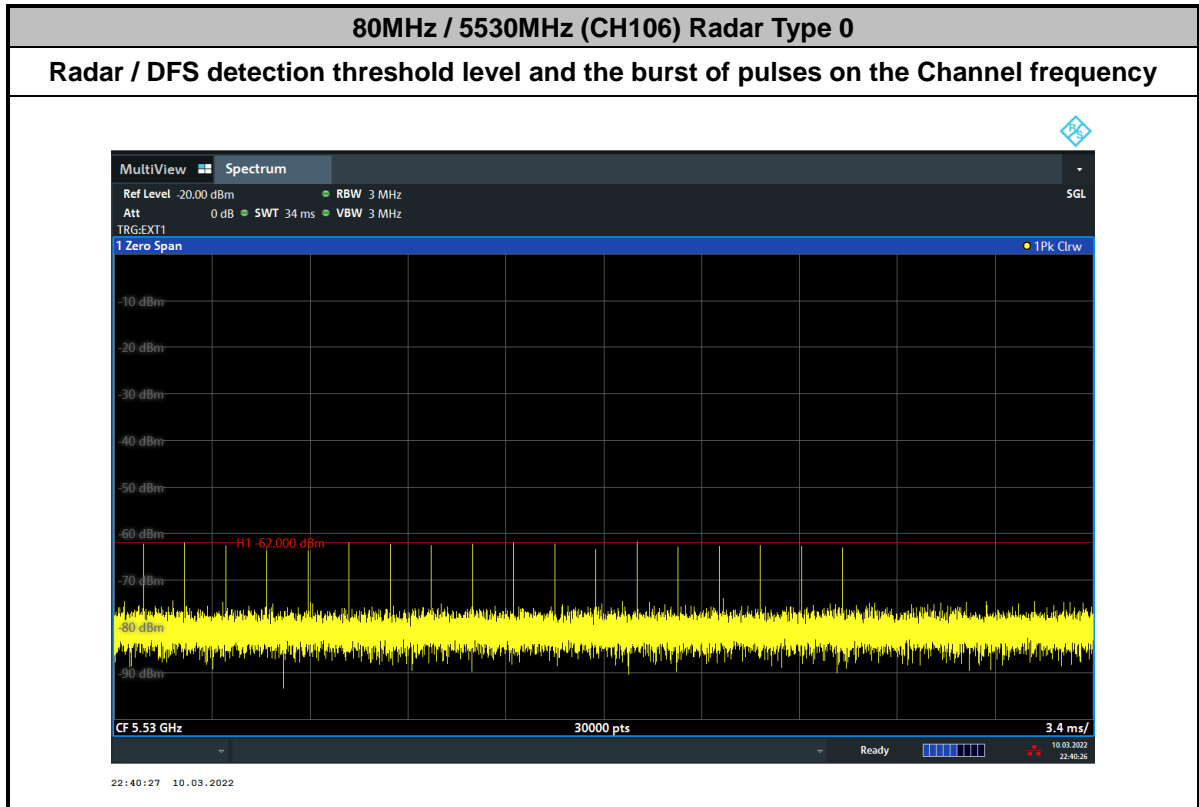 80MHz / 5530MHz (CH106) Radar Type 0
Radar / DFS detection threshold level and the burst of pulses on the Channel frequency
R S
MultiView Spectrum
Ref Level -20.00 dBm RBW 3 MHz SGL
Att 0 dB SWT 34 ms VBW 3 MHz
TRG:EXT1
1 Zero Span 1Pk Clrw
-10 dBm
-20 dBm
-30 dBm
-40 dBm
-50 dBm
-60 dBm
H1 -62.000 dBm
-70 dBm
-80 dBm
-90 dBm
CF 5.53 GHz 30000 pts 3.4 ms/
Ready 10.03.2022
22:40:26
22:40:27 10.03.2022